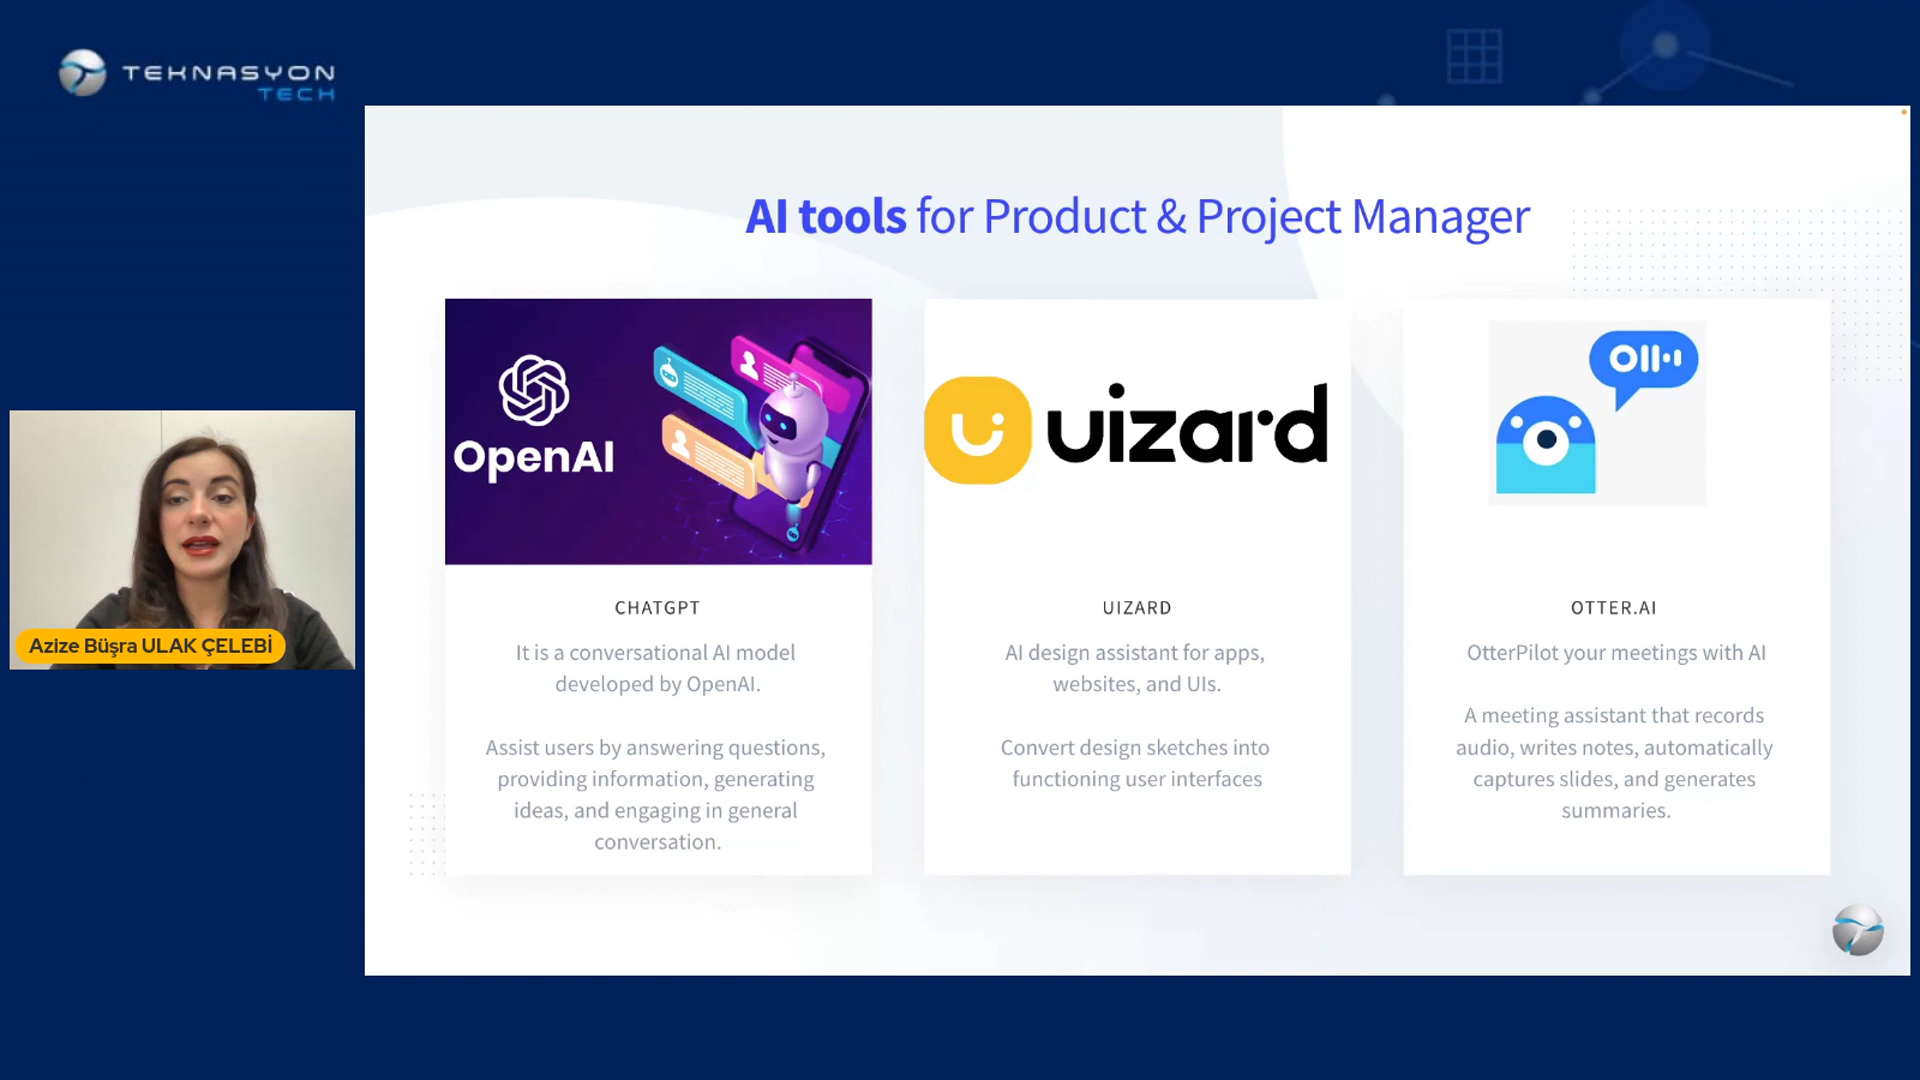 TEKNASYON
TECH
AI tools for Product & Project Manager
OpenAI
uizard
CHATGPT
It is a conversational AI model
developed by OpenAI.
Assist users by answering questions,
providing information, generating
ideas, and engaging in general
conversation.
UIZARD
AI design assistant for apps,
websites, and UIs.
Convert design sketches into
functioning user interfaces
OTTER.AI
OtterPilot your meetings with AI
A meeting assistant that records
audio, writes notes, automatically
captures slides, and generates
summaries.
Azize Büşra ULAK ÇELEBİ